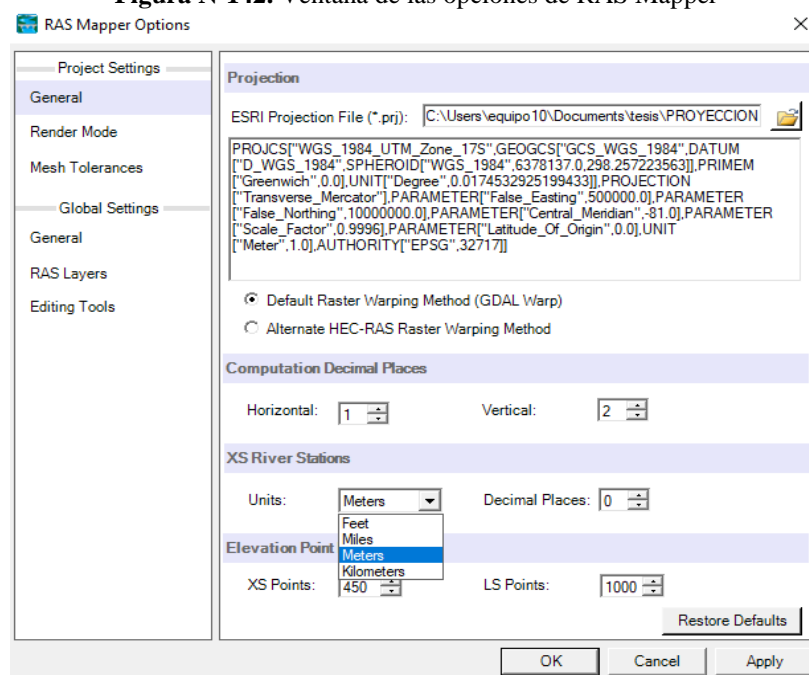 Figura N°142. Ventana de las opciones de RAS Mapper
RAS Mapper Options
Project Settings
General
Render Mode
Mesh Tolerances
Global Settings
General
RAS Layers
Editing Tools
Projection
ESRI Projection File (*.prj): C:\Users\equipo10\Documents\tesis\PROYECCION
PROJCS["WGS_1984_UTM_Zone_17S",GEOGCS["GCS_WGS_1984",DATUM
["D_WGS_1984",SPHEROID["WGS_1984",6378137.0,298.257223563]],PRIMEM
["Greenwich",0.0],UNIT["Degree",0.0174532925199433]],PROJECTION
["Transverse_Mercator"],PARAMETER["False_Easting",500000.0],PARAMETER
["False_Northing",10000000.0],PARAMETER["Central_Meridian",-81.0],PARAMETER
["Scale_Factor",0.9996],PARAMETER["Latitude_Of_Origin",0.0],UNIT
["Meter",1.0],AUTHORITY["EPSG",32717]]
Default Raster Warping Method (GDAL Warp)
Alternate HEC-RAS Raster Warping Method
Computation Decimal Places
Horizontal: 1 Vertical: 2
XS River Stations
Units: Meters Decimal Places: 0
Feet
Miles
Meters
Kilometers
Elevation Point
XS Points: 450 LS Points: 1000
Restore Defaults
OK Cancel Apply